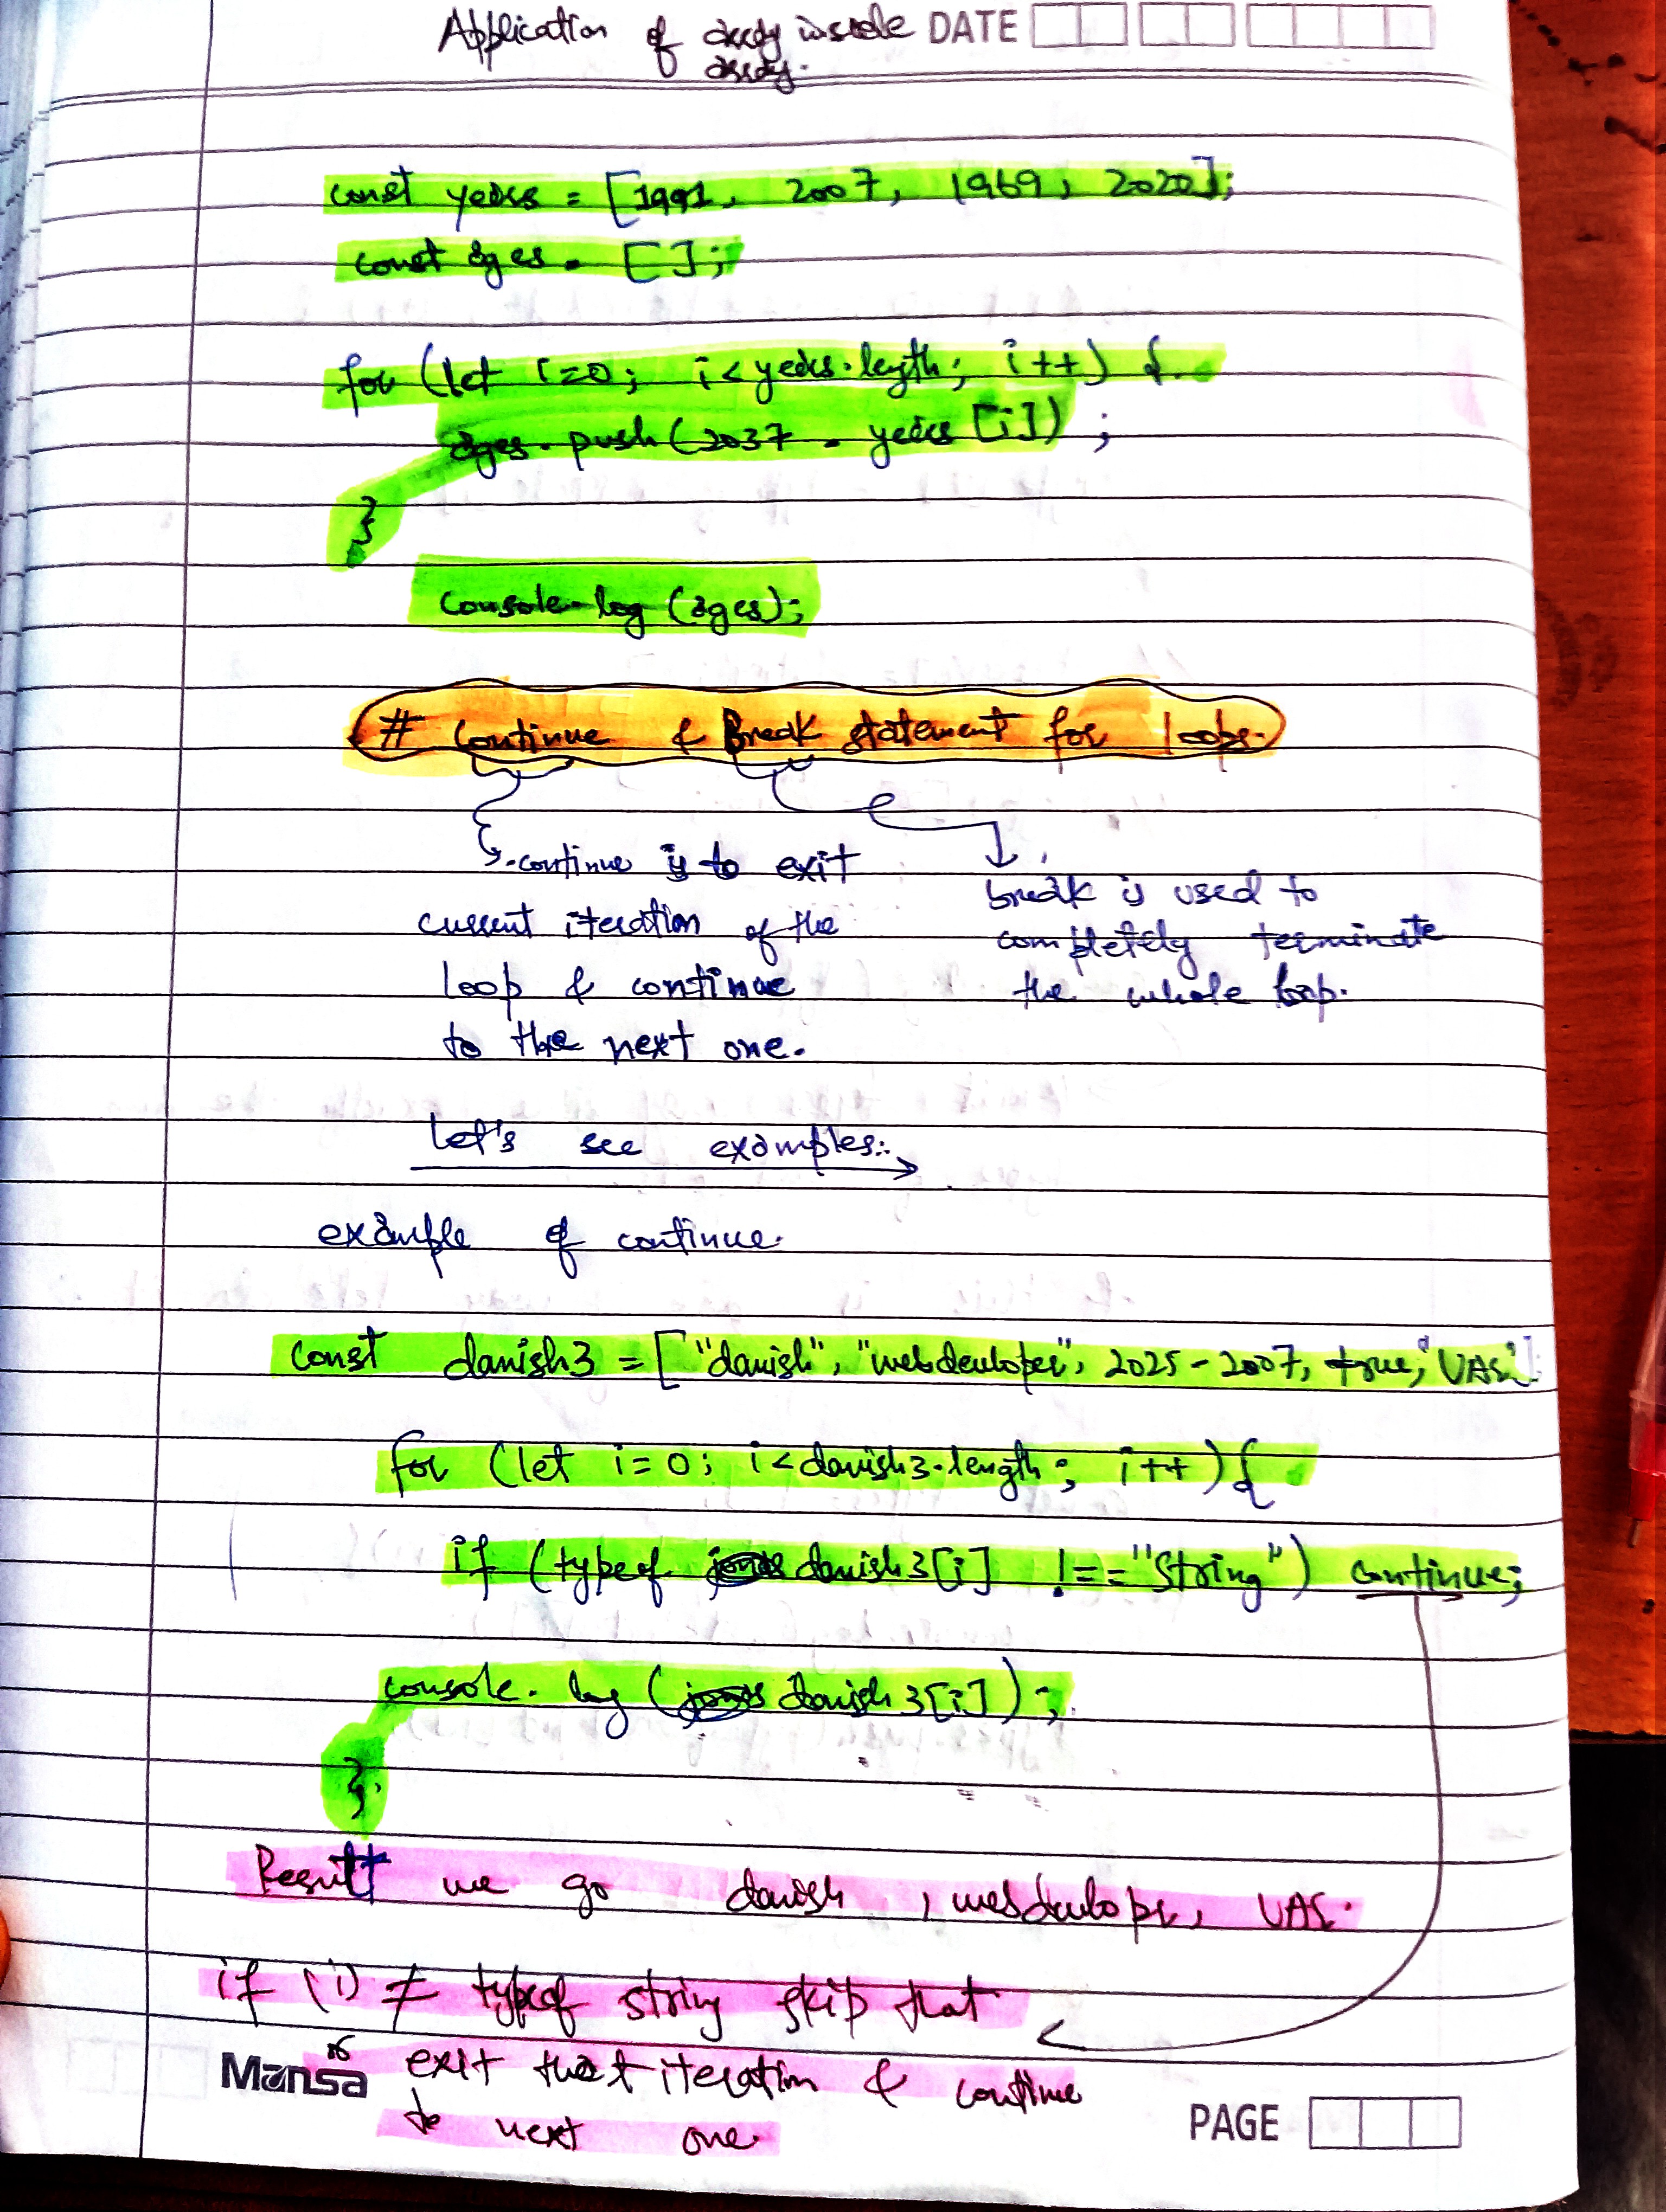 Application of array inside DATE
array.
const years = [1991, 2007, 1969, 2020];
const ages = [];
for (let i=0; i<years.length; i++) {
ages.push(2037 - years[i]);
}
console.log(ages);
# Continue & Break statement for loops.
continue is to exit
current iteration of the
loop & continue
to the next one.
break is used to
completely terminate
the whole loop.
Let's see examples:
example of continue.
const danish3 = ["danish", "webdevloper", 2025-2007, true, "VAS"];
for (let i=0; i<danish3.length; i++){
if (typeof danish3[i] !== "String") continue;
console.log(danish3[i]);
}
Result we go danish, webdevloper, VAS.
if (i) ≠ typeof string skip that
Mansa exit that iteration & continue
to next one.
PAGE